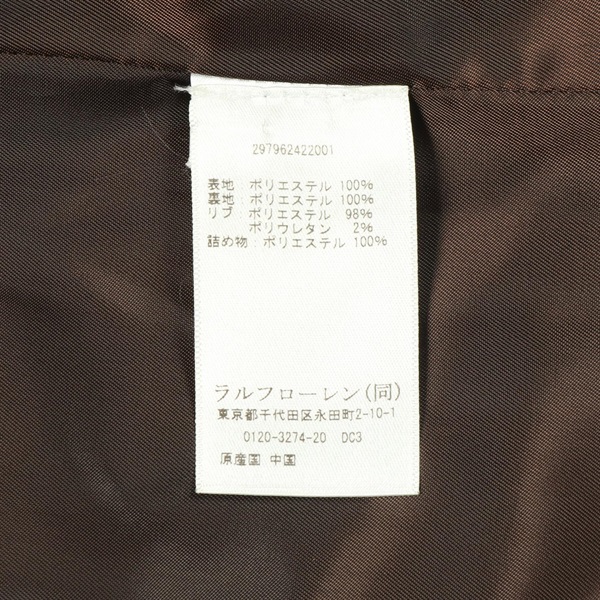 297962422001
表地:ポリエステル 100%
裏地:ポリエステル 100%
リブ:ポリエステル 98%
ポリウレタン 2%
詰め物:ポリエステル 100%
ラルフローレン(同)
東京都千代田区永田町2-10-1
0120-3274-20 DC3
原産国 中国